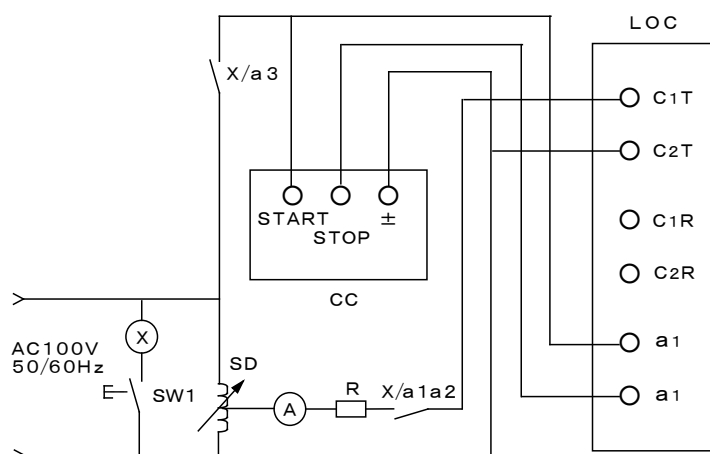 LOC
X/a3
C1T
C2T
START
STOP
±
C1R
C2R
CC
X
AC100V
50/60Hz
SD
a1
SW1
A
R
X/a1a2
a1